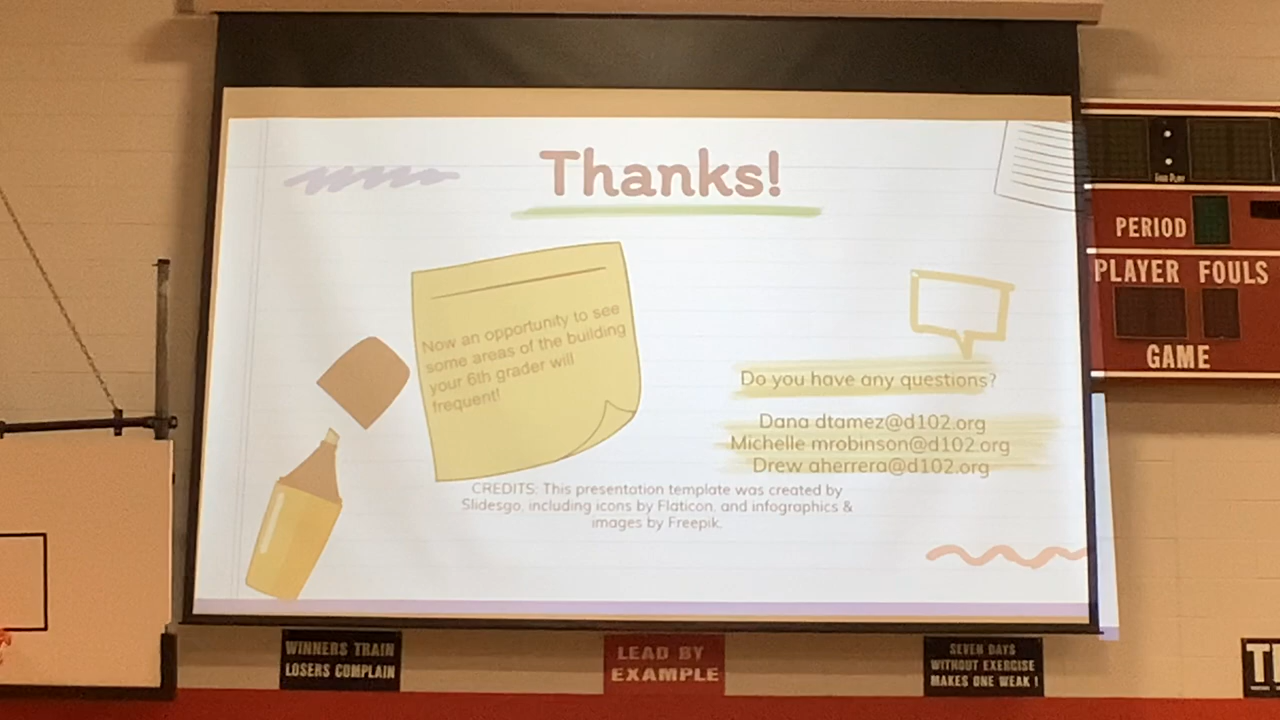 Thanks!
Now an opportunity to see
some areas of the building
your 6th grader will
frequent!
Do you have any questions?
Dana dtamez@d102.org
Michelle mrobinson@d102.org
Drew aherrera@d102.org
CREDITS: This presentation template was created by
Slidesgo, including icons by Flaticon, and infographics &
images by Freepik.
FAIR PLAY
PERIOD
PLAYER FOULS
GAME
WINNERS TRAIN
LOSERS COMPLAIN
LEAD BY
EXAMPLE
SEVEN DAYS
WITHOUT EXERCISE
MAKES ONE WEAK !